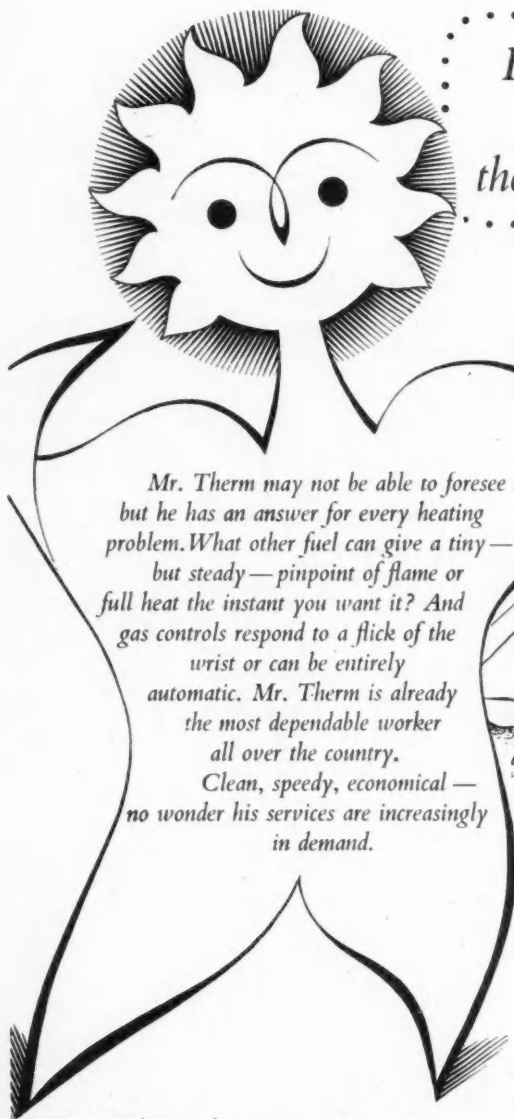 I
the
Mr. Therm may not be able to foresee
but he has an answer for every heating
problem. What other fuel can give a tiny—
but steady—pinpoint of flame or
full heat the instant you want it? And
gas controls respond to a flick of the
wrist or can be entirely
automatic. Mr. Therm is already
the most dependable worker
all over the country.
Clean, speedy, economical —
no wonder his services are increasingly
in demand.